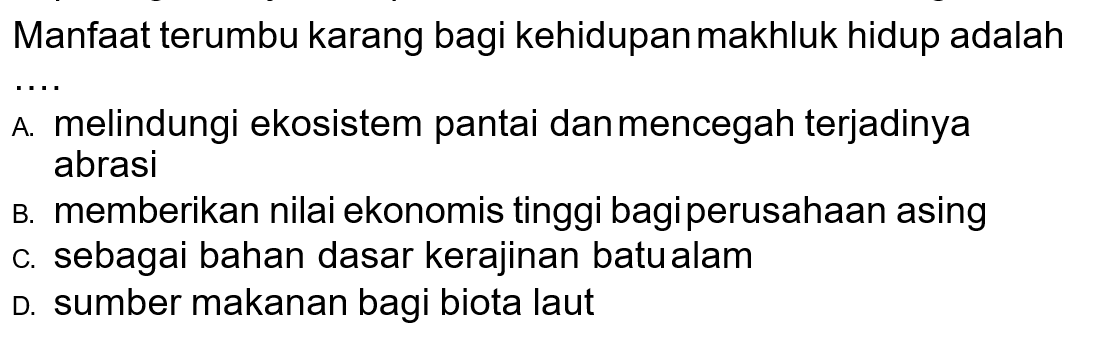 Manfaat terumbu karang bagi kehidupan makhluk hidup adalah
....
A. melindungi ekosistem pantai dan mencegah terjadinya
abrasi
B. memberikan nilai ekonomis tinggi bagi perusahaan asing
C. sebagai bahan dasar kerajinan batu alam
D. sumber makanan bagi biota laut